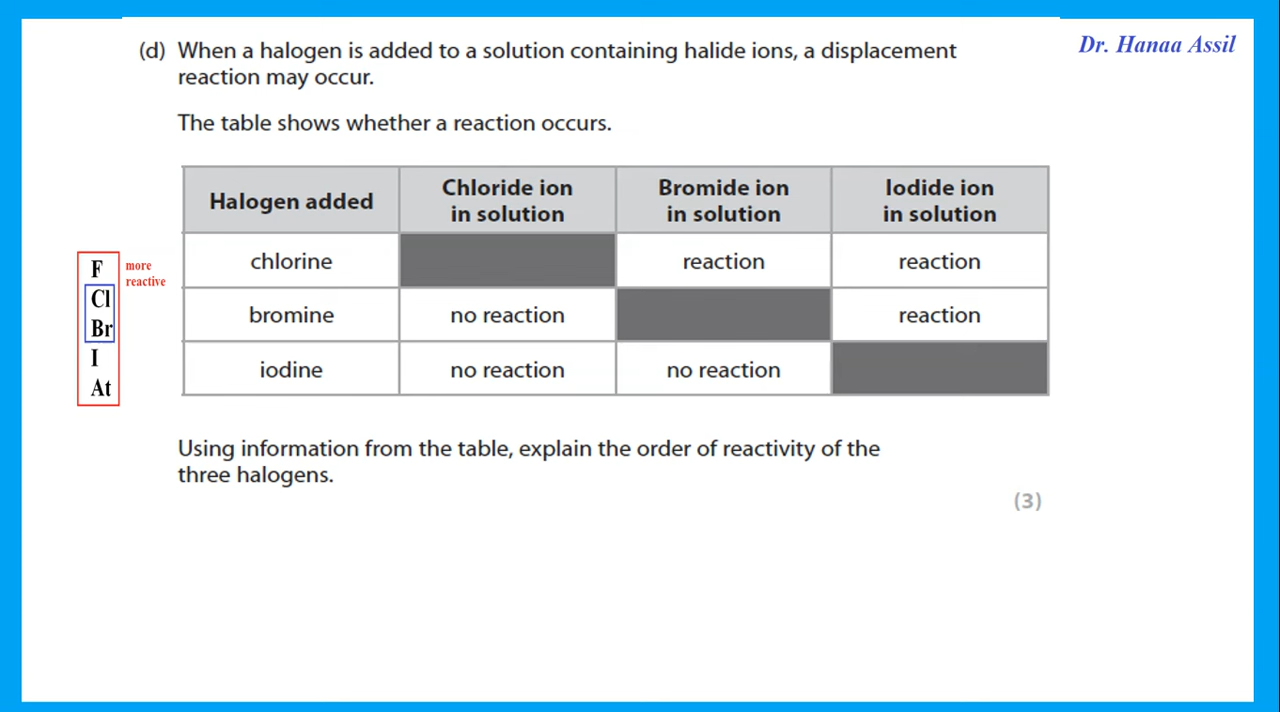 Dr. Hanaa Assil
(d) When a halogen is added to a solution containing halide ions, a displacement
reaction may occur.
The table shows whether a reaction occurs.
Halogen added
Chloride ion
in solution
Bromide ion
in solution
Iodide ion
in solution
chlorine
reaction
reaction
bromine
no reaction
reaction
iodine
no reaction
no reaction
F
more
reactive
Cl
Br
I
At
Using information from the table, explain the order of reactivity of the
three halogens.
(3)